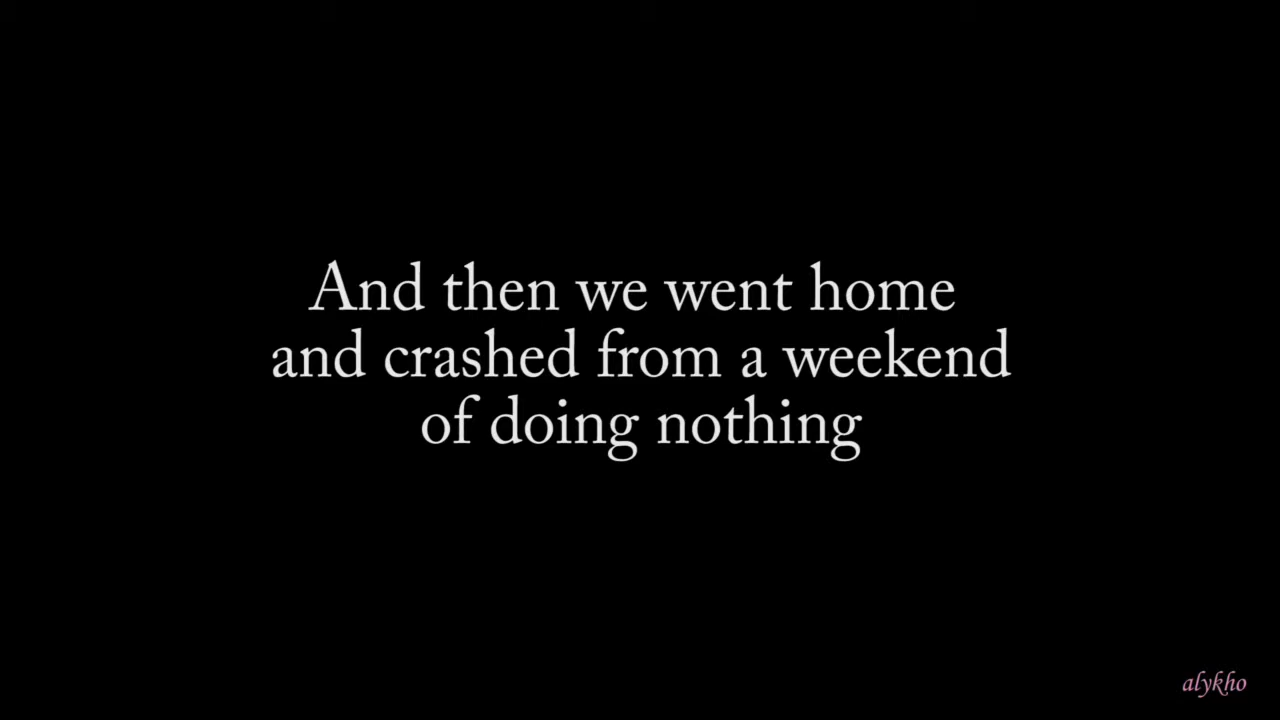 And then we went home
and crashed from a weekend
of doing nothing
alykho